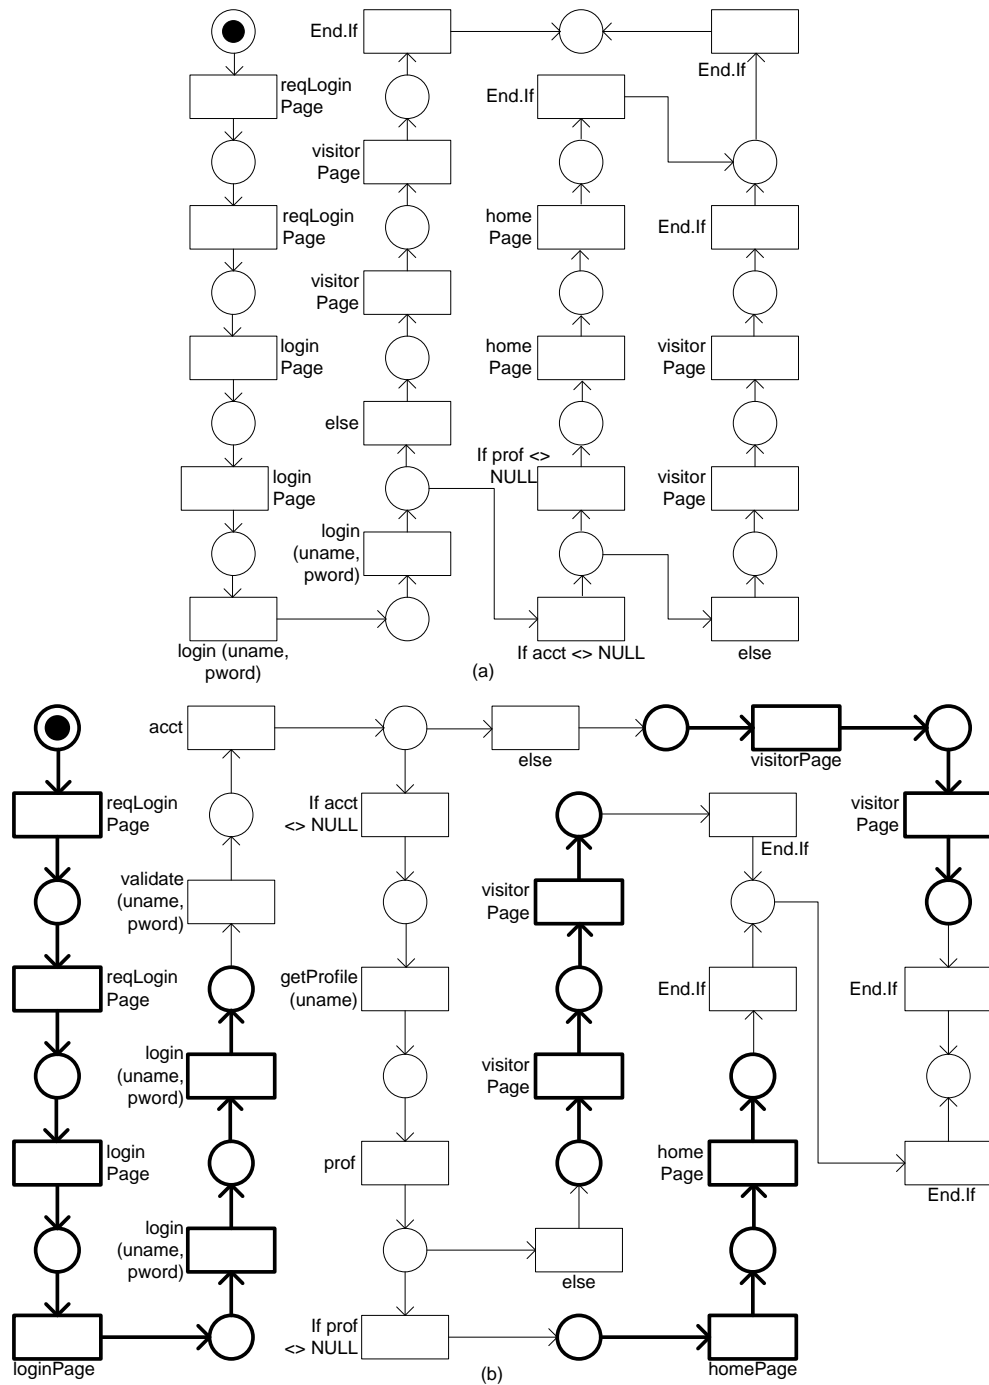 End.If
End.If
reqLogin
Page
End.If
visitor
Page
reqLogin
Page
home
Page
End.If
visitor
Page
login
Page
home
Page
visitor
Page
else
If prof <>
NULL
login
Page
visitor
Page
login
(uname,
pword)
login (uname,
pword)
If acct <> NULL
else
(a)
acct
else
visitorPage
reqLogin
Page
If acct
<> NULL
visitor
Page
End.If
validate
(uname,
pword)
visitor
Page
reqLogin
Page
getProfile
(uname)
End.If
End.If
login
(uname,
pword)
visitor
Page
login
Page
prof
home
Page
End.If
login
(uname,
pword)
else
If prof
<> NULL
loginPage
homePage
(b)